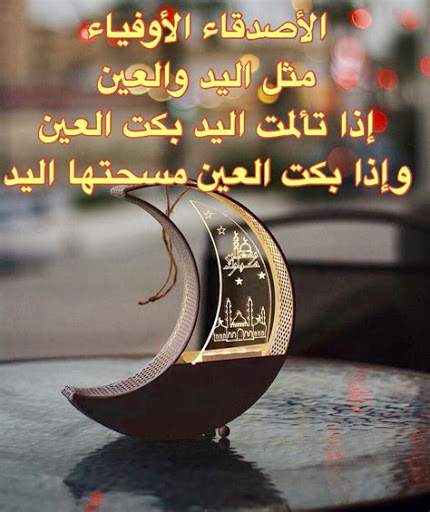 الأصدقاء الأوفياء
مثل اليد والعين
إذا تألمت اليد بكت العين
وإذا بكت العين مسحتها اليد